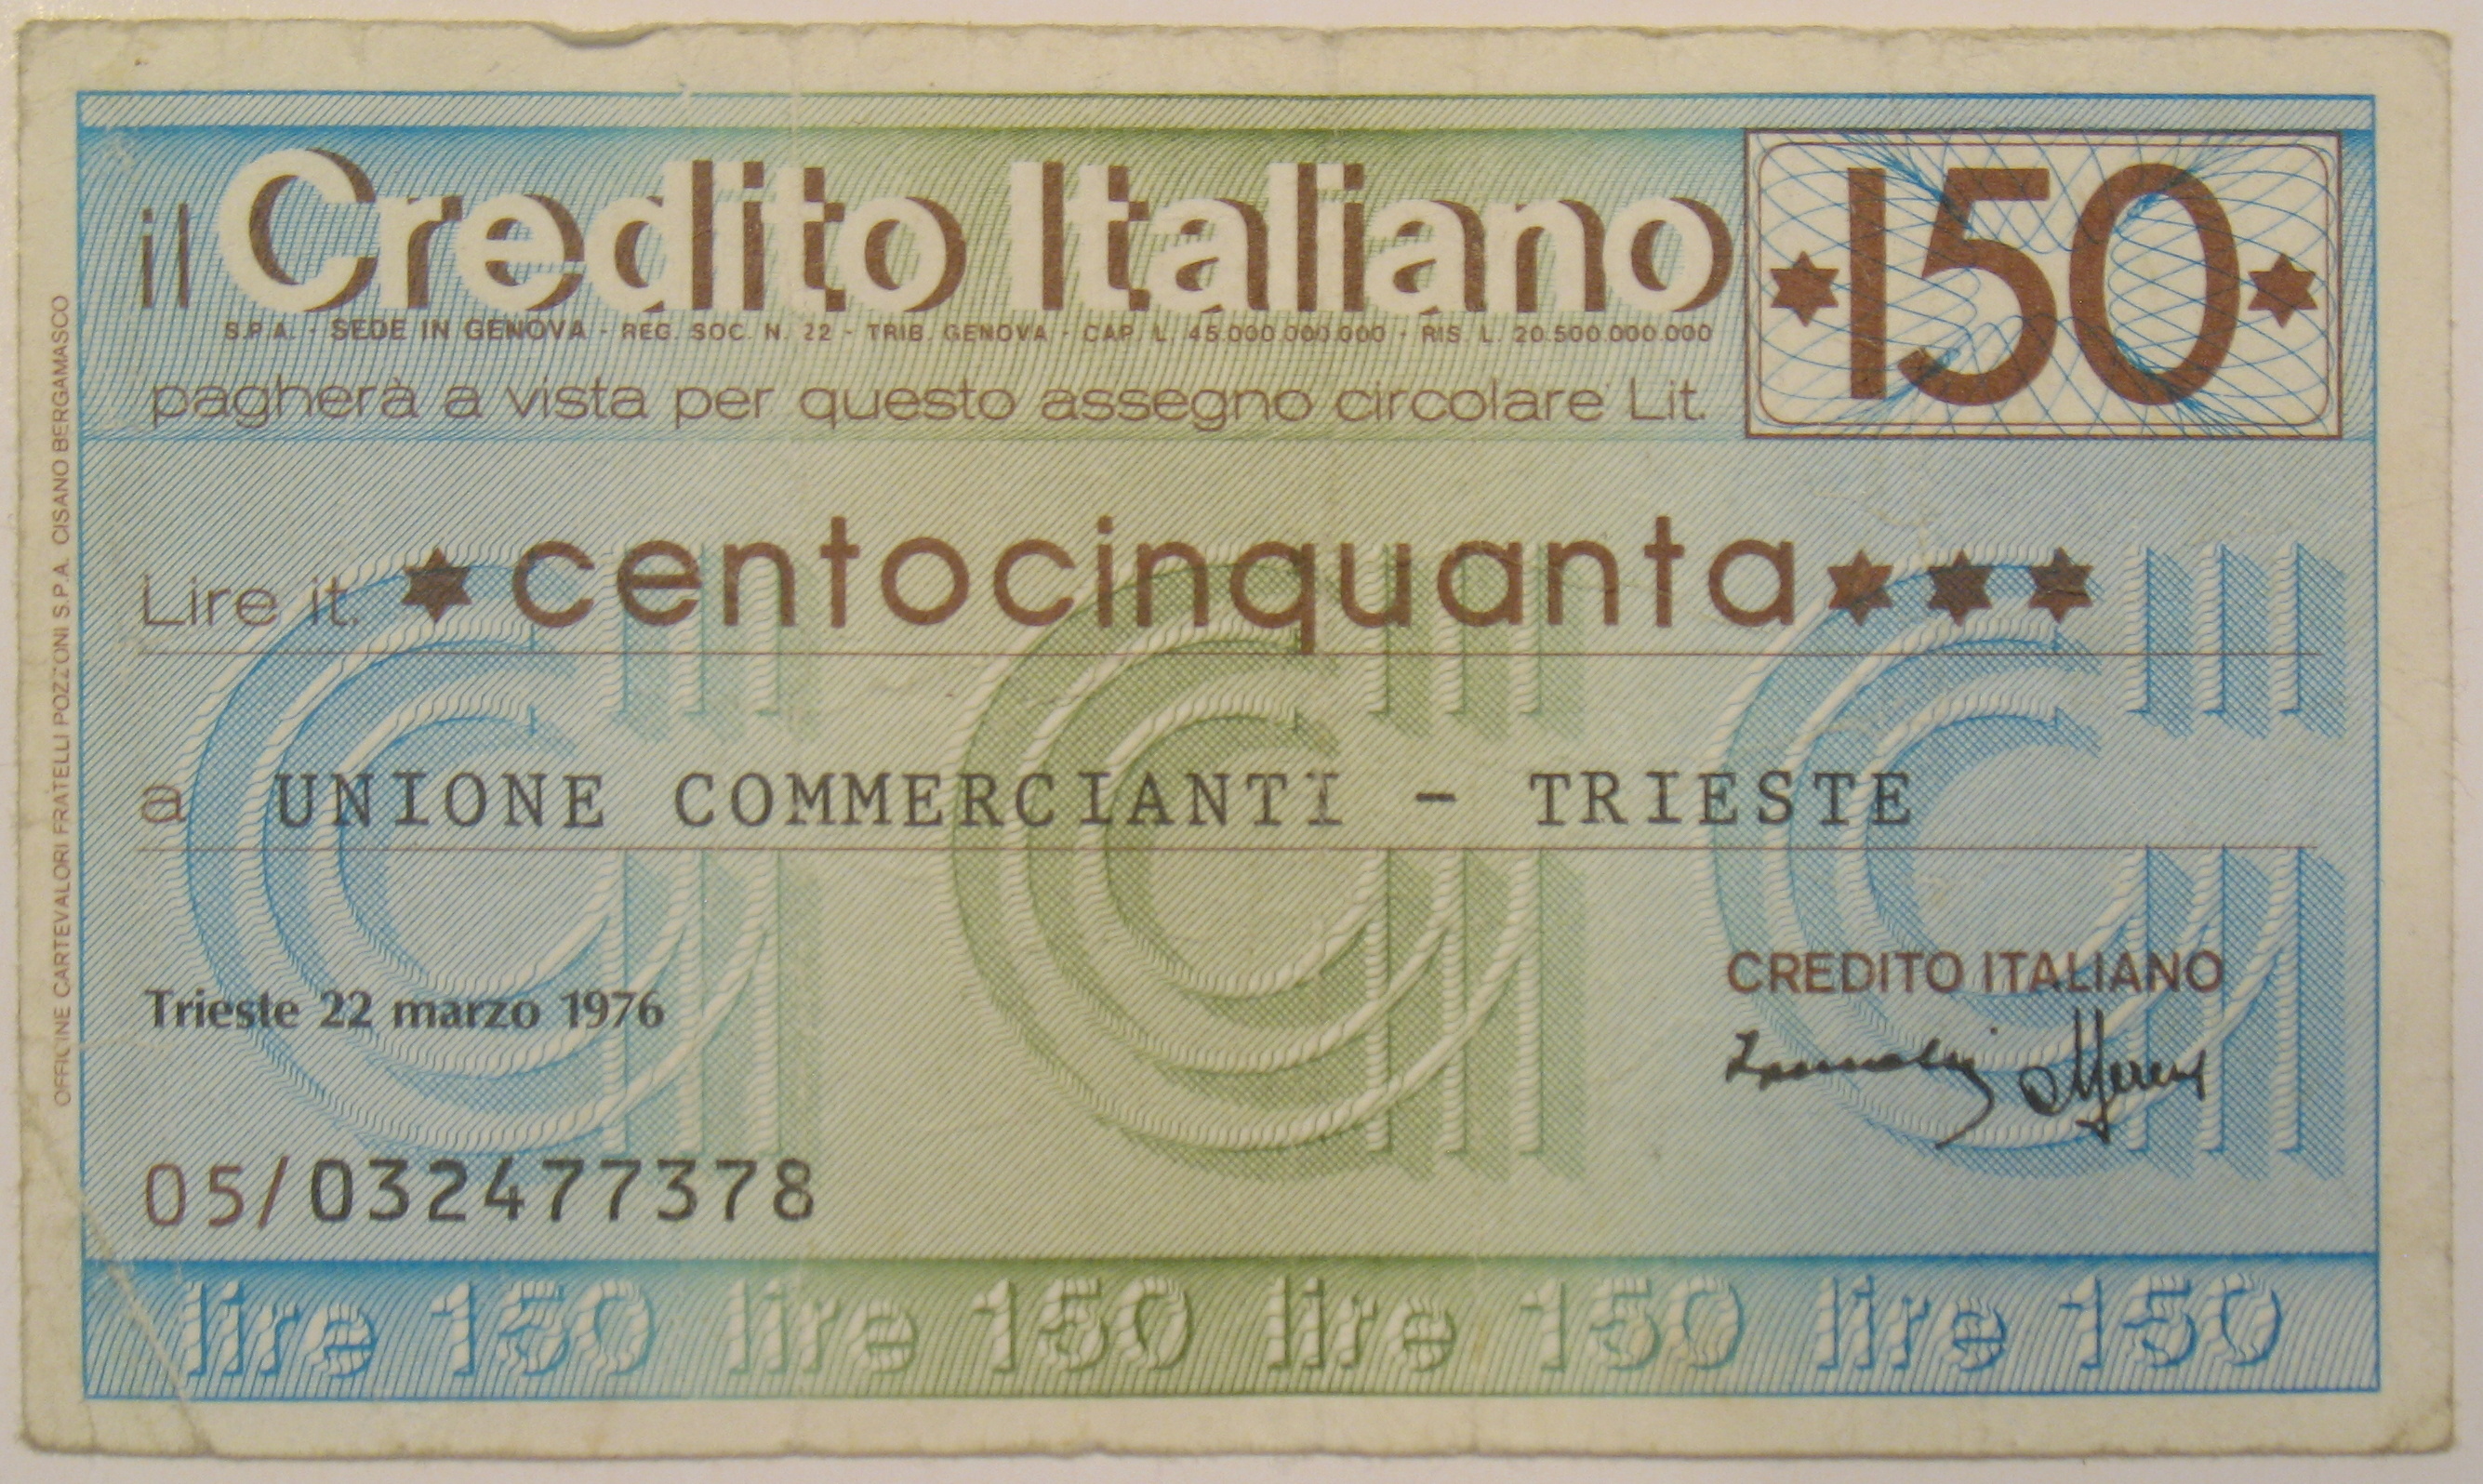 il Credito Italiano
150
S.P.A. - SEDE IN GENOVA - REG. SOC. N. 22 - TRIB. GENOVA - CAP. L. 45.000.000.000 - RIS. L. 20.500.000.000
pagherà a vista per questo assegno circolare Lit.
Lire it. centocinquanta
a UNIONE COMMERCIANTI - TRIESTE
CREDITO ITALIANO
Trieste 22 marzo 1976
05/032477378
lire 150 lire 150 lire 150 lire 150
OFFICINE CARTEVALORI FRATELLI POZZONI S.P.A. CISANO BERGAMASCO